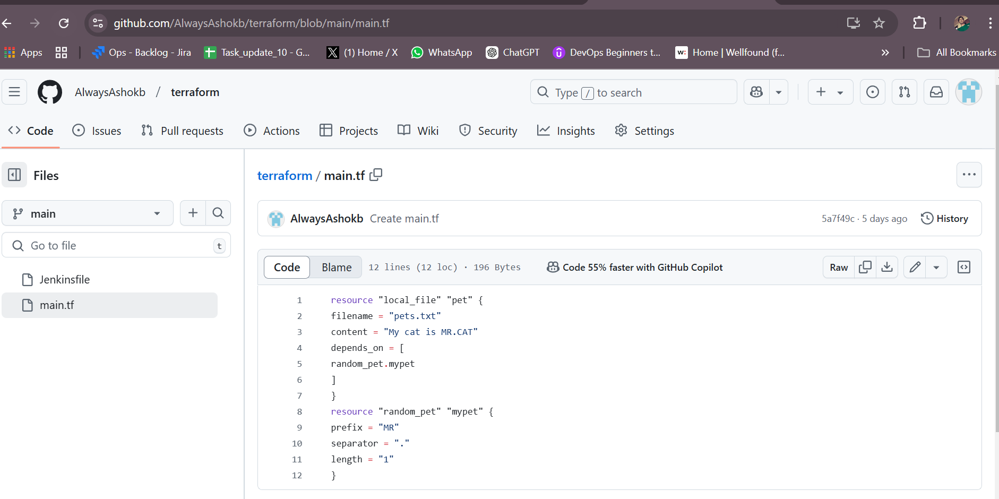 github.com/AlwaysAshokb/terraform/blob/main/main.tf
Apps Ops - Backlog - Jira Task_update_10 - G... (1) Home / X WhatsApp ChatGPT DevOps Beginners t... Home | Wellfound (f... » All Bookmarks
AlwaysAshokb / terraform Type / to search
Code Issues Pull requests Actions Projects Wiki Security Insights Settings
Files
main
Go to file t
Jenkinsfile
main.tf
terraform / main.tf
AlwaysAshokb Create main.tf 5a7f49c · 5 days ago History
Code Blame 12 lines (12 loc) · 196 Bytes Code 55% faster with GitHub Copilot Raw
1 resource "local_file" "pet" {
2 filename = "pets.txt"
3 content = "My cat is MR.CAT"
4 depends_on = [
5 random_pet.mypet
6 ]
7 }
8 resource "random_pet" "mypet" {
9 prefix = "MR"
10 separator = "."
11 length = "1"
12 }